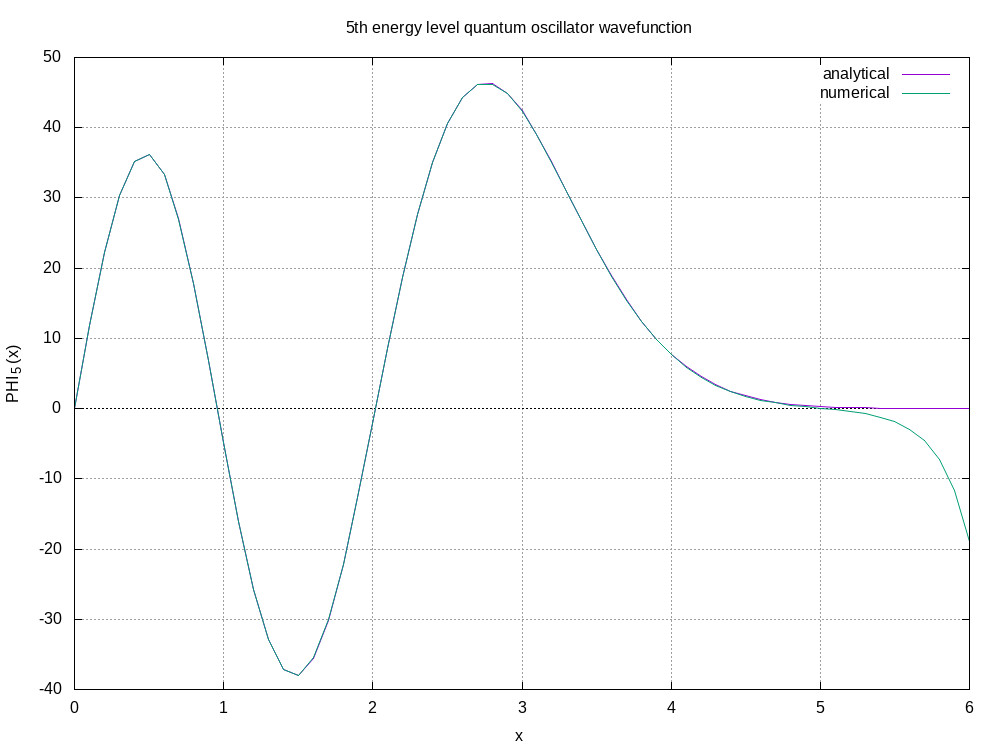 5th energy level quantum oscillator wavefunction
analytical
numerical
50
40
30
20
10
0
-10
-20
-30
-40
PHI₅(x)
0 1 2 3 4 5 6
x